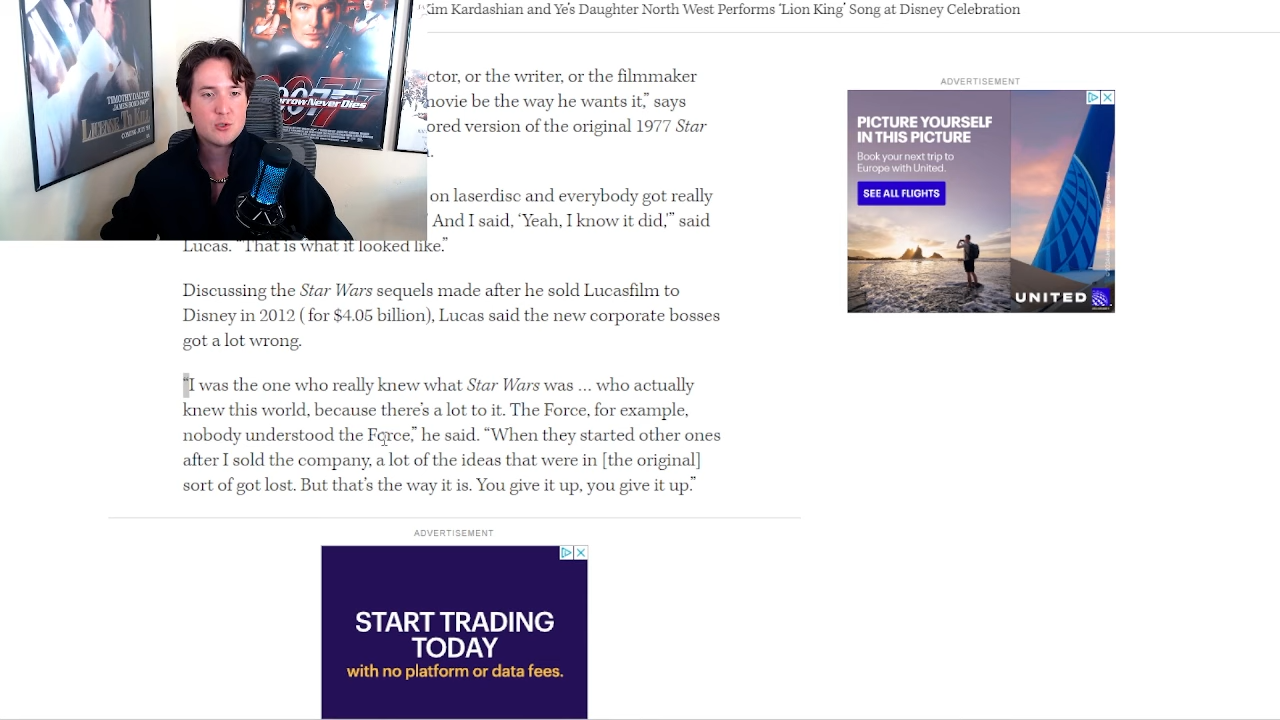 Kim Kardashian and Ye's Daughter North West Performs 'Lion King' Song at Disney Celebration
TIMOTHY DALTON
JAMES BOND 007
LICENCE TO KILL
007
Tomorrow Never Dies
or the writer, or the filmmaker
movie be the way he wants it,” says
version of the original 1977 Star
on laserdisc and everybody got really
And I said, ‘Yeah, I know it did,’” said
Lucas. “That is what it looked like.”
Discussing the Star Wars sequels made after he sold Lucasfilm to
Disney in 2012 ( for $4.05 billion), Lucas said the new corporate bosses
got a lot wrong.
“I was the one who really knew what Star Wars was … who actually
knew this world, because there’s a lot to it. The Force, for example,
nobody understood the Force,” he said. “When they started other ones
after I sold the company, a lot of the ideas that were in [the original]
sort of got lost. But that’s the way it is. You give it up, you give it up.”
ADVERTISEMENT
START TRADING
TODAY
with no platform or data fees.
ADVERTISEMENT
PICTURE YOURSELF
IN THIS PICTURE
Book your next trip to
Europe with United.
SEE ALL FLIGHTS
UNITED